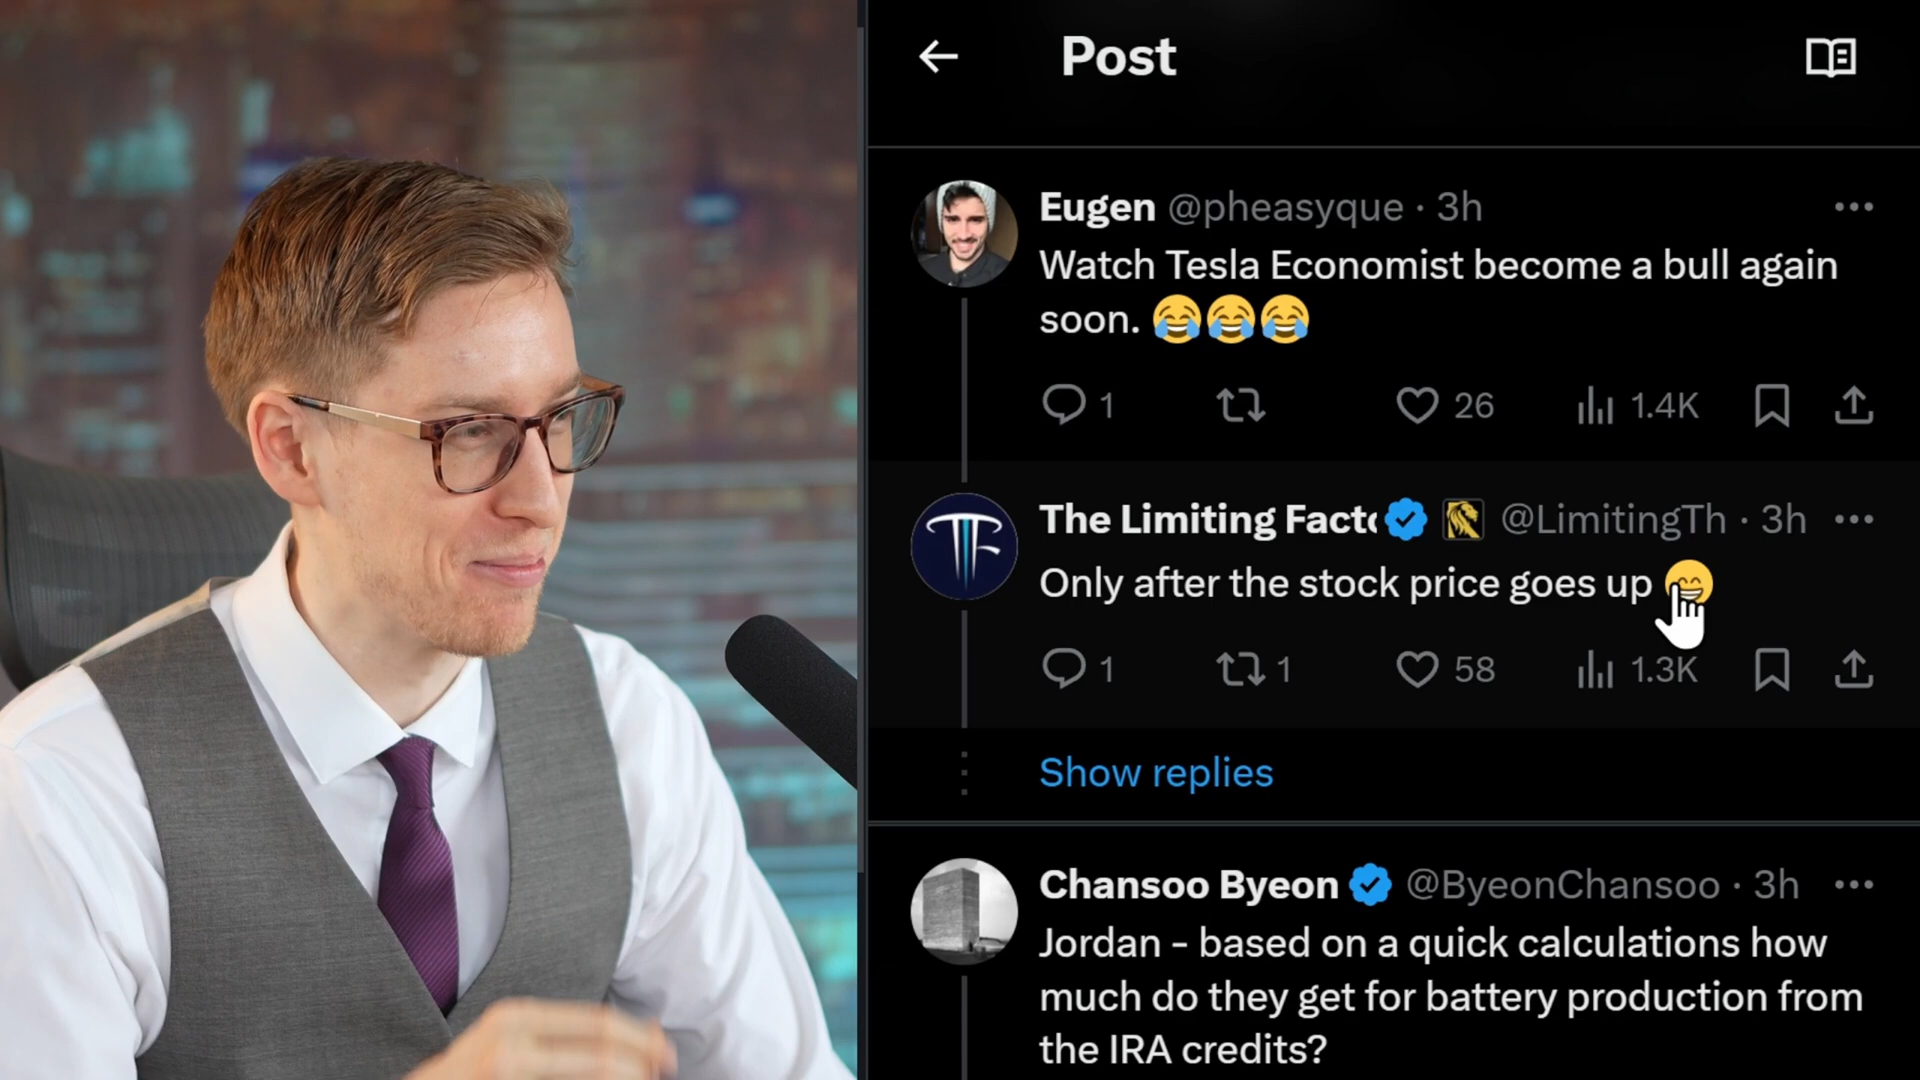 Post
Eugen @pheasyque · 3h
Watch Tesla Economist become a bull again
soon. 😂😂😂
1 26 1.4K
The Limiting Facto @LimitingTh · 3h
Only after the stock price goes up 😁
1 1 58 1.3K
Show replies
Chansoo Byeon @ByeonChansoo · 3h
Jordan - based on a quick calculations how
much do they get for battery production from
the IRA credits?